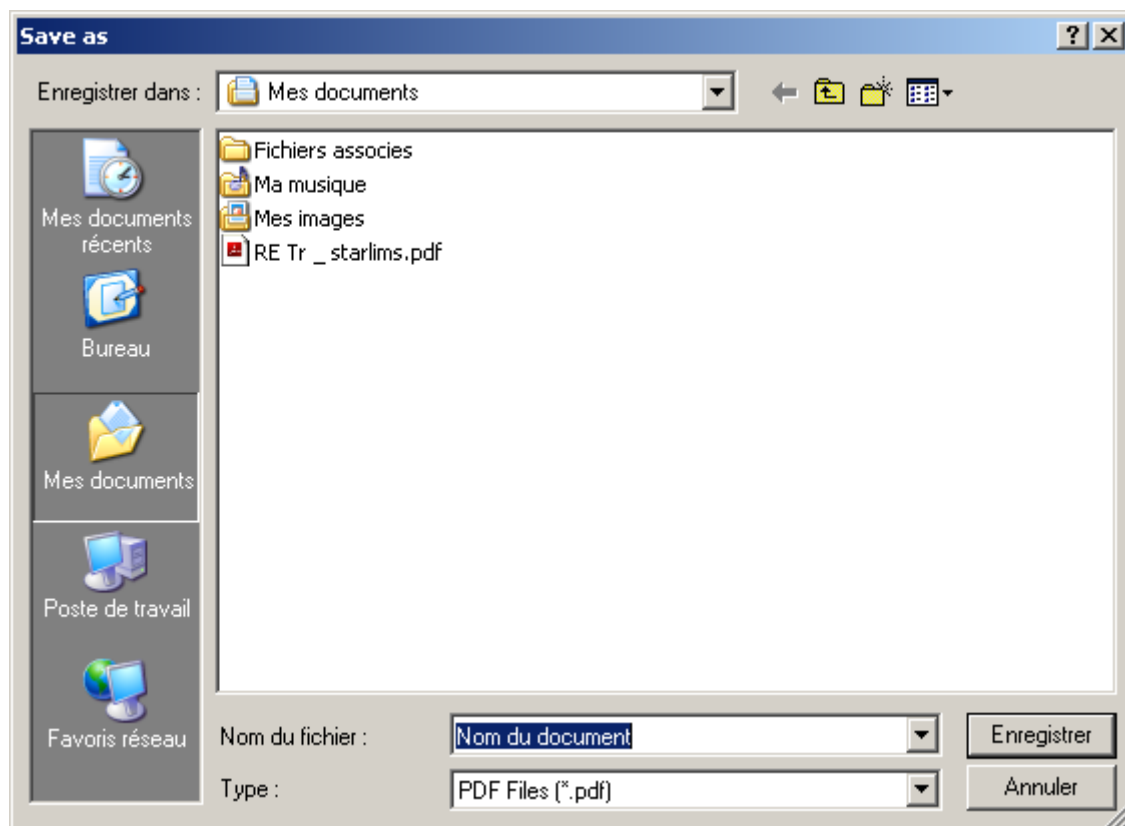 Save as
Enregistrer dans :
Mes documents
Mes documents
récents
Bureau
Mes documents
Poste de travail
Favoris réseau
Fichiers associes
Ma musique
Mes images
RE Tr _ starlims.pdf
Nom du fichier :
Nom du document
Enregistrer
Type :
PDF Files (*.pdf)
Annuler